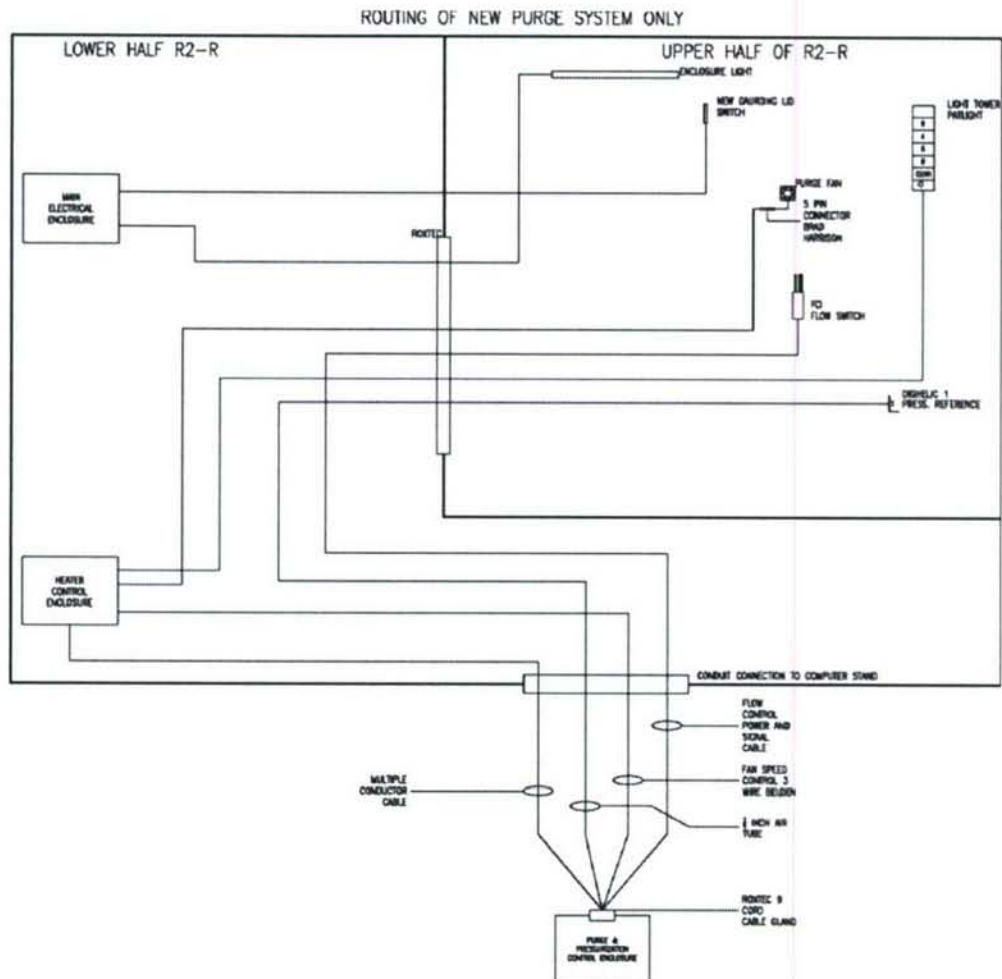 ROUTING OF NEW PURGE SYSTEM ONLY
LOWER HALF R2-R
UPPER HALF OF R2-R
ENCLOSURE LIGHT
NEW GAURDING LID
SWITCH
LIGHT TOWER
PATLIGHT
MAIN
ELECTRICAL
ENCLOSURE
PURGE FAN
5 PIN
CONNECTOR
BRAD
HARRISON
ROXTEC
FCI
FLOW SWITCH
DIGIHELIC 1
PRESS. REFERENCE
HEATER
CONTROL
ENCLOSURE
CONDUIT CONNECTION TO COMPUTER STAND
FLOW
CONTROL
POWER AND
SIGNAL
CABLE
MULTIPLE
CONDUCTOR
CABLE
FAN SPEED
CONTROL 3
WIRE BELDEN
INCH AIR
TUBE
ROXTEC 9
CORD
CABLE GLAND
PURGE &
PRESSURIZATION
CONTROL ENCLOSURE